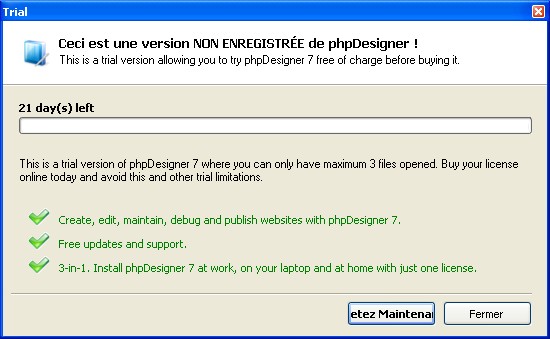 Trial
Ceci est une version NON ENREGISTRÉE de phpDesigner !
This is a trial version allowing you to try phpDesigner 7 free of charge before buying it.
21 day(s) left
This is a trial version of phpDesigner 7 where you can only have maximum 3 files opened. Buy your license
online today and avoid this and other trial limitations.
Create, edit, maintain, debug and publish websites with phpDesigner 7.
Free updates and support.
3-in-1. Install phpDesigner 7 at work, on your laptop and at home with just one license.
etez Maintena
Fermer